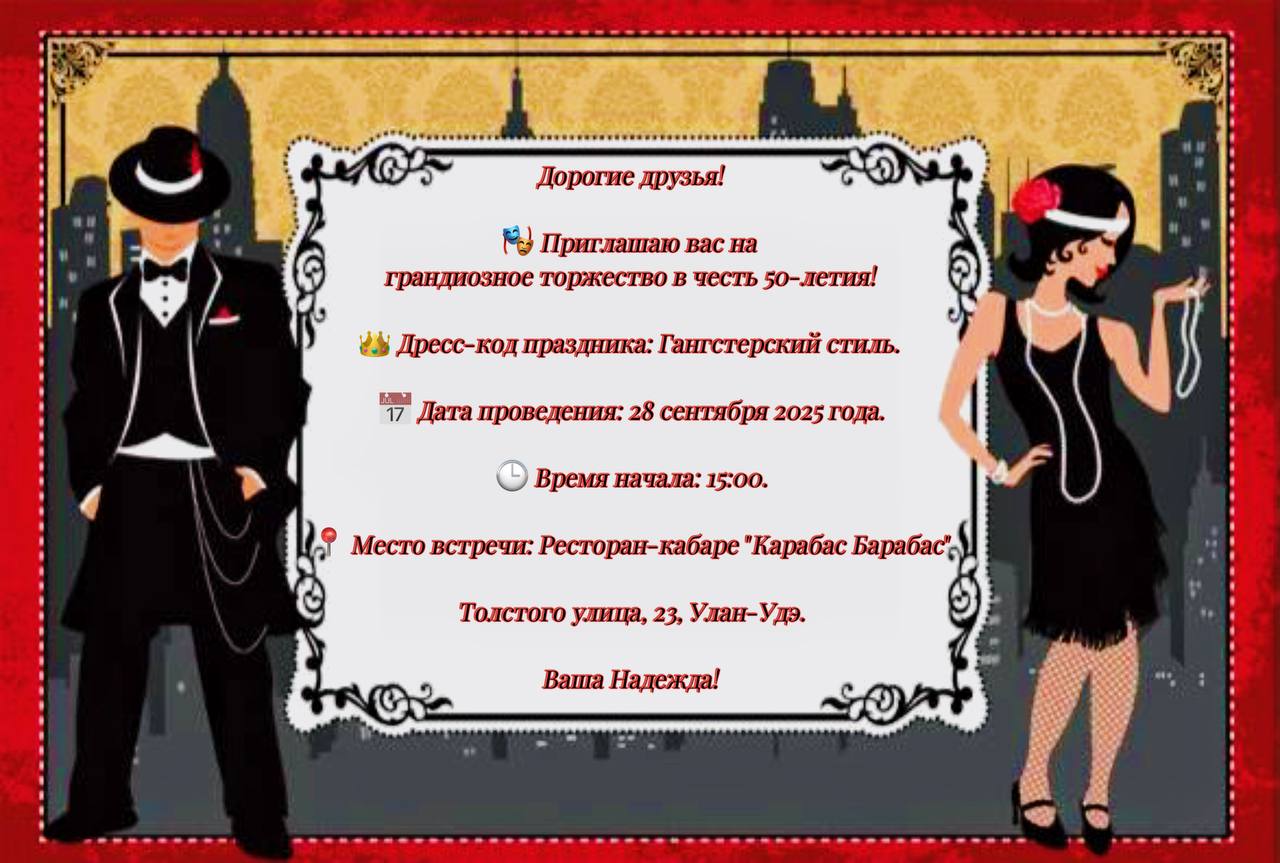 Дорогие друзья!
🎭 Приглашаю вас на
грандиозное торжество в честь 50-летия!
👑 Дресс-код праздника: Гангстерский стиль.
📅 Дата проведения: 28 сентября 2025 года.
🕒 Время начала: 15:00.
📍 Место встречи: Ресторан-кабаре "Карабас Барабас"
Толстого улица, 23, Улан-Удэ.
Ваша Надежда!